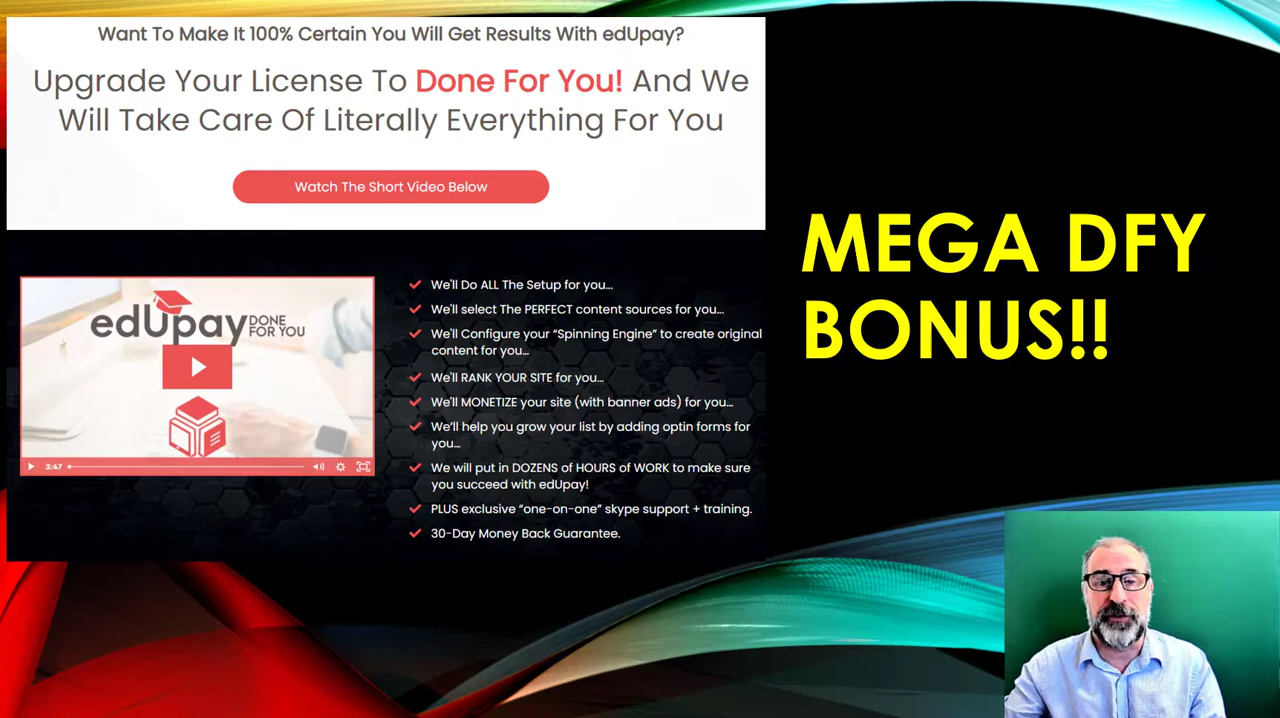 Want To Make It 100% Certain You Will Get Results With edUpay?
Upgrade Your License To Done For You! And We
Will Take Care Of Literally Everything For You
Watch The Short Video Below
edUpay DONE
FOR YOU
3:47
We'll Do ALL The Setup for you...
We'll select The PERFECT content sources for you...
We'll Configure your “Spinning Engine” to create original
content for you...
We'll RANK YOUR SITE for you...
We'll MONETIZE your site (with banner ads) for you...
We'll help you grow your list by adding optin forms for
you...
We will put in DOZENS of HOURS of WORK to make sure
you succeed with edUpay!
PLUS exclusive “one-on-one” skype support + training.
30-Day Money Back Guarantee.
MEGA DFY
BONUS!!